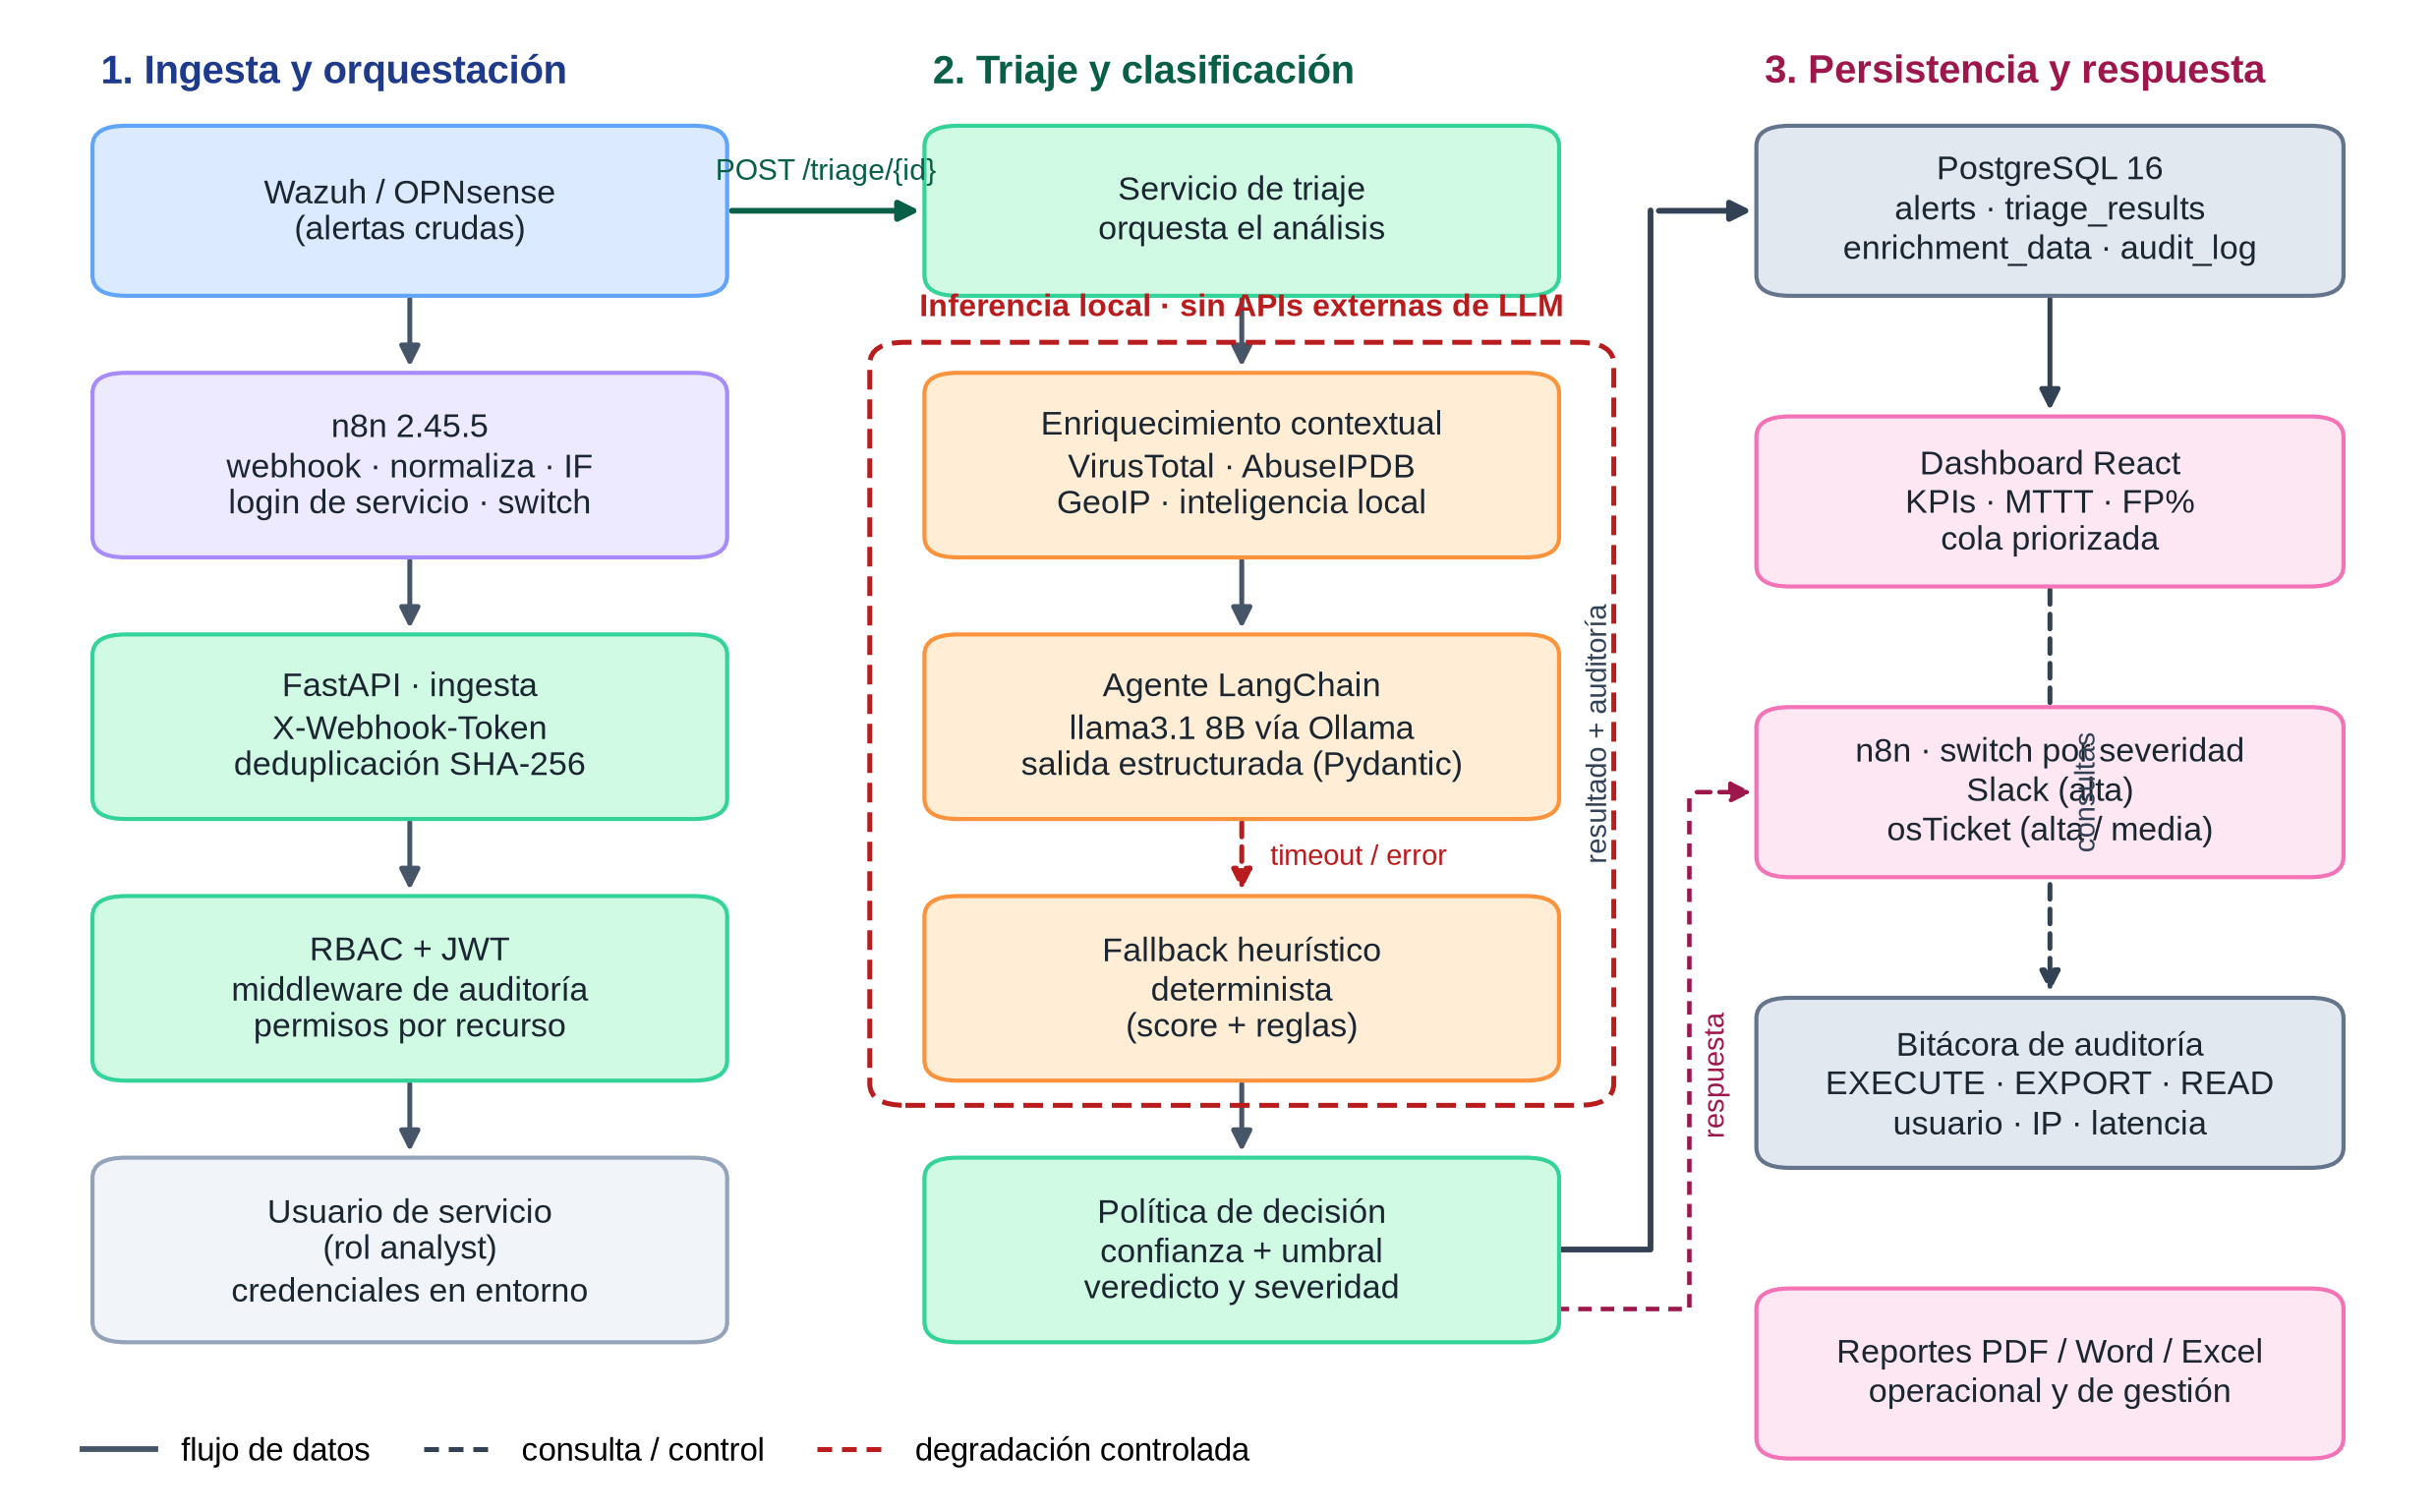 1. Ingesta y orquestación
Wazuh / OPNsense
(alertas crudas)
n8n 2.45.5
webhook · normaliza · IF
login de servicio · switch
FastAPI · ingesta
X-Webhook-Token
deduplicación SHA-256
RBAC + JWT
middleware de auditoría
permisos por recurso
Usuario de servicio
(rol analyst)
credenciales en entorno
POST /triage/{id}
2. Triaje y clasificación
Servicio de triaje
orquesta el análisis
Inferencia local · sin APIs externas de LLM
Enriquecimiento contextual
VirusTotal · AbuseIPDB
GeoIP · inteligencia local
Agente LangChain
llama3.1 8B vía Ollama
salida estructurada (Pydantic)
timeout / error
Fallback heurístico
determinista
(score + reglas)
Política de decisión
confianza + umbral
veredicto y severidad
resultado + auditoría
respuesta
3. Persistencia y respuesta
PostgreSQL 16
alerts · triage_results
enrichment_data · audit_log
Dashboard React
KPIs · MTTT · FP%
cola priorizada
n8n · switch por severidad
Slack (alta)
osTicket (alta / media)
consultas
Bitácora de auditoría
EXECUTE · EXPORT · READ
usuario · IP · latencia
Reportes PDF / Word / Excel
operacional y de gestión
flujo de datos
consulta / control
degradación controlada